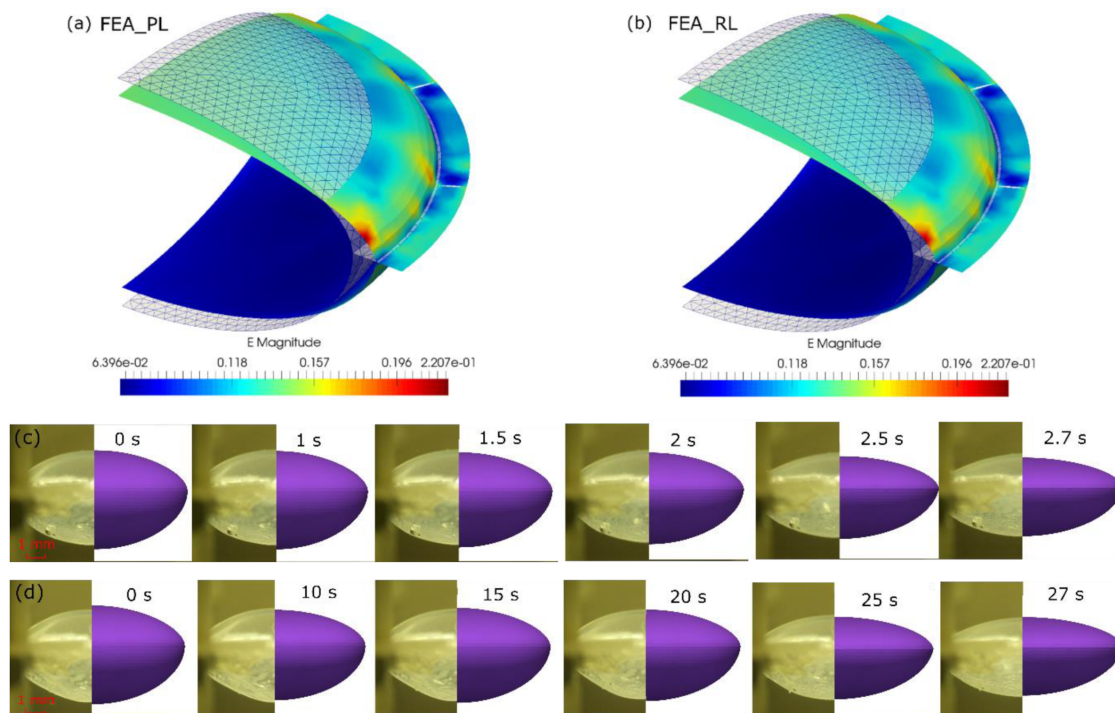 (a) FEA_PL
(b) FEA_RL
E Magnitude
6.396e-02 0.118 0.157 0.196 2.207e-01
E Magnitude
6.396e-02 0.118 0.157 0.196 2.207e-01
(c) 0 s 1 s 1.5 s 2 s 2.5 s 2.7 s
1 mm
(d) 0 s 10 s 15 s 20 s 25 s 27 s
1 mm